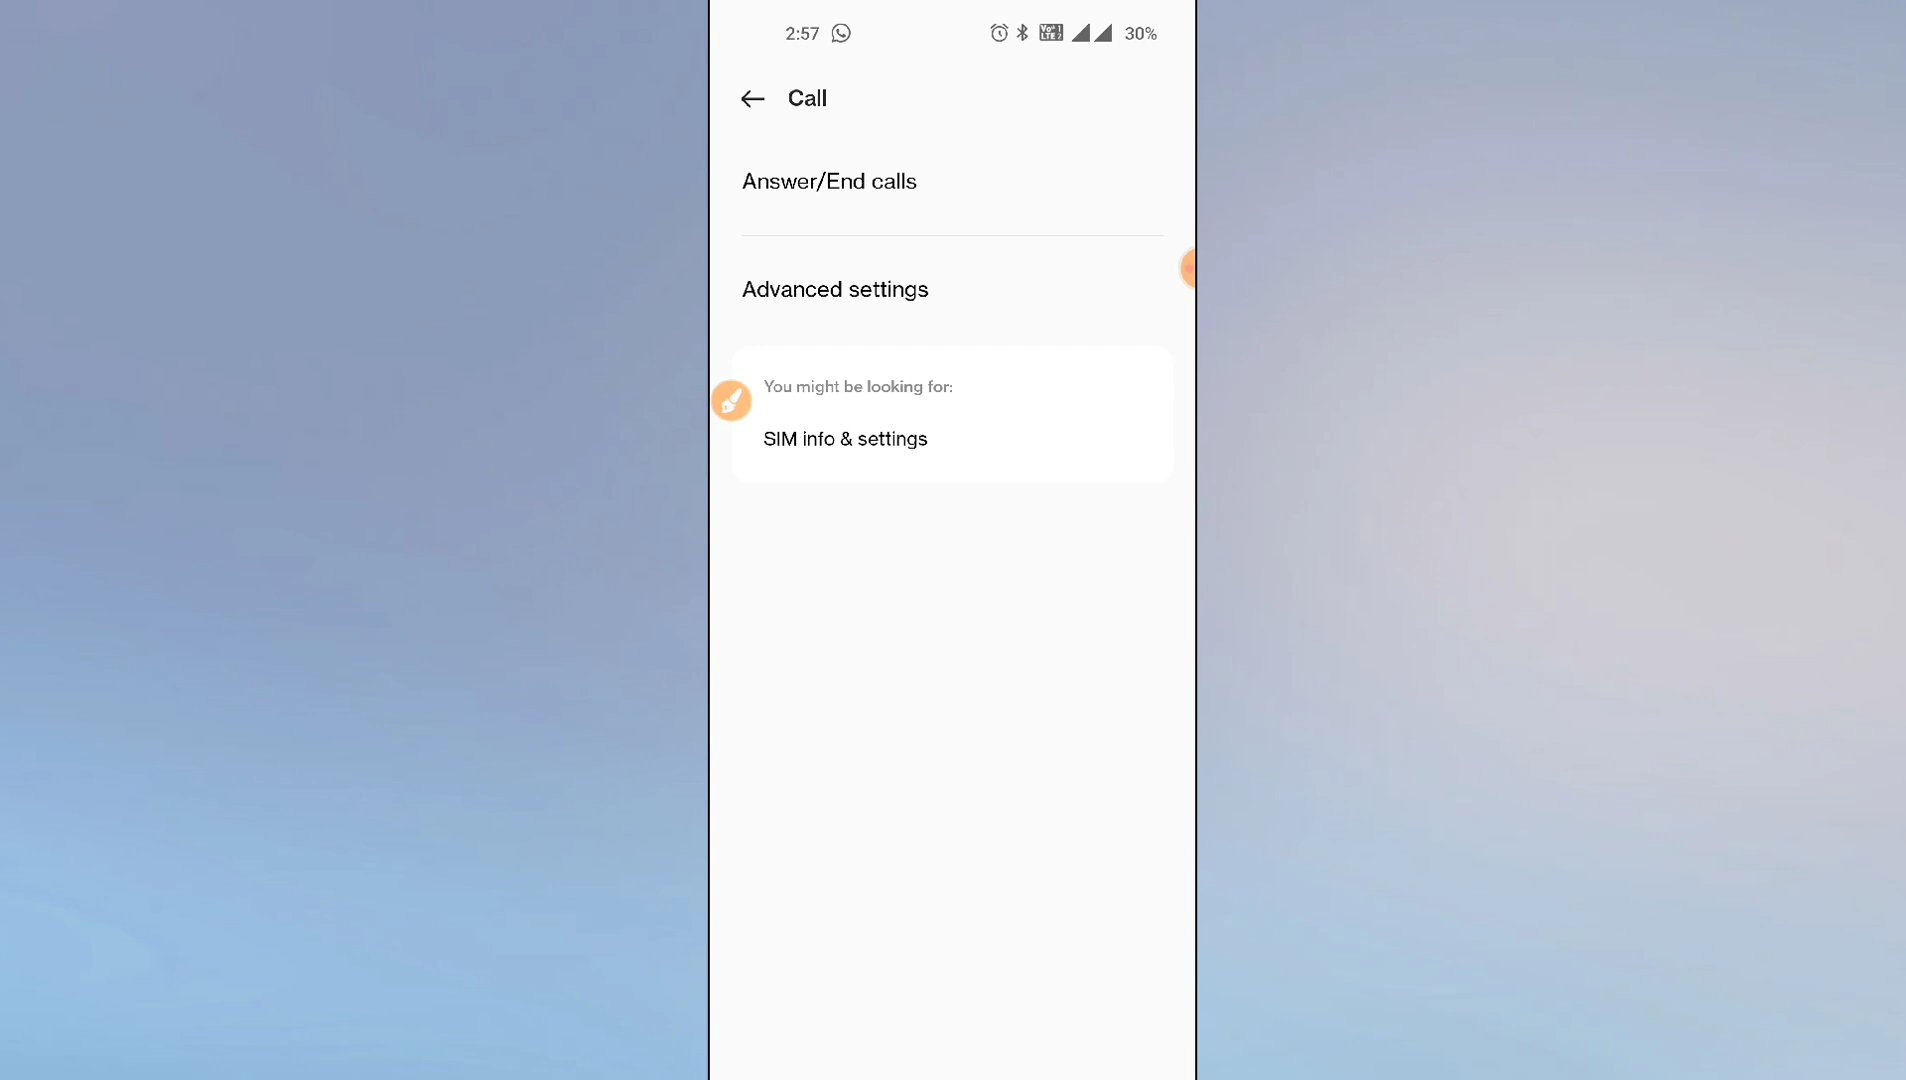 2:57 30%
Call
Answer/End calls
Advanced settings
You might be looking for:
SIM info & settings